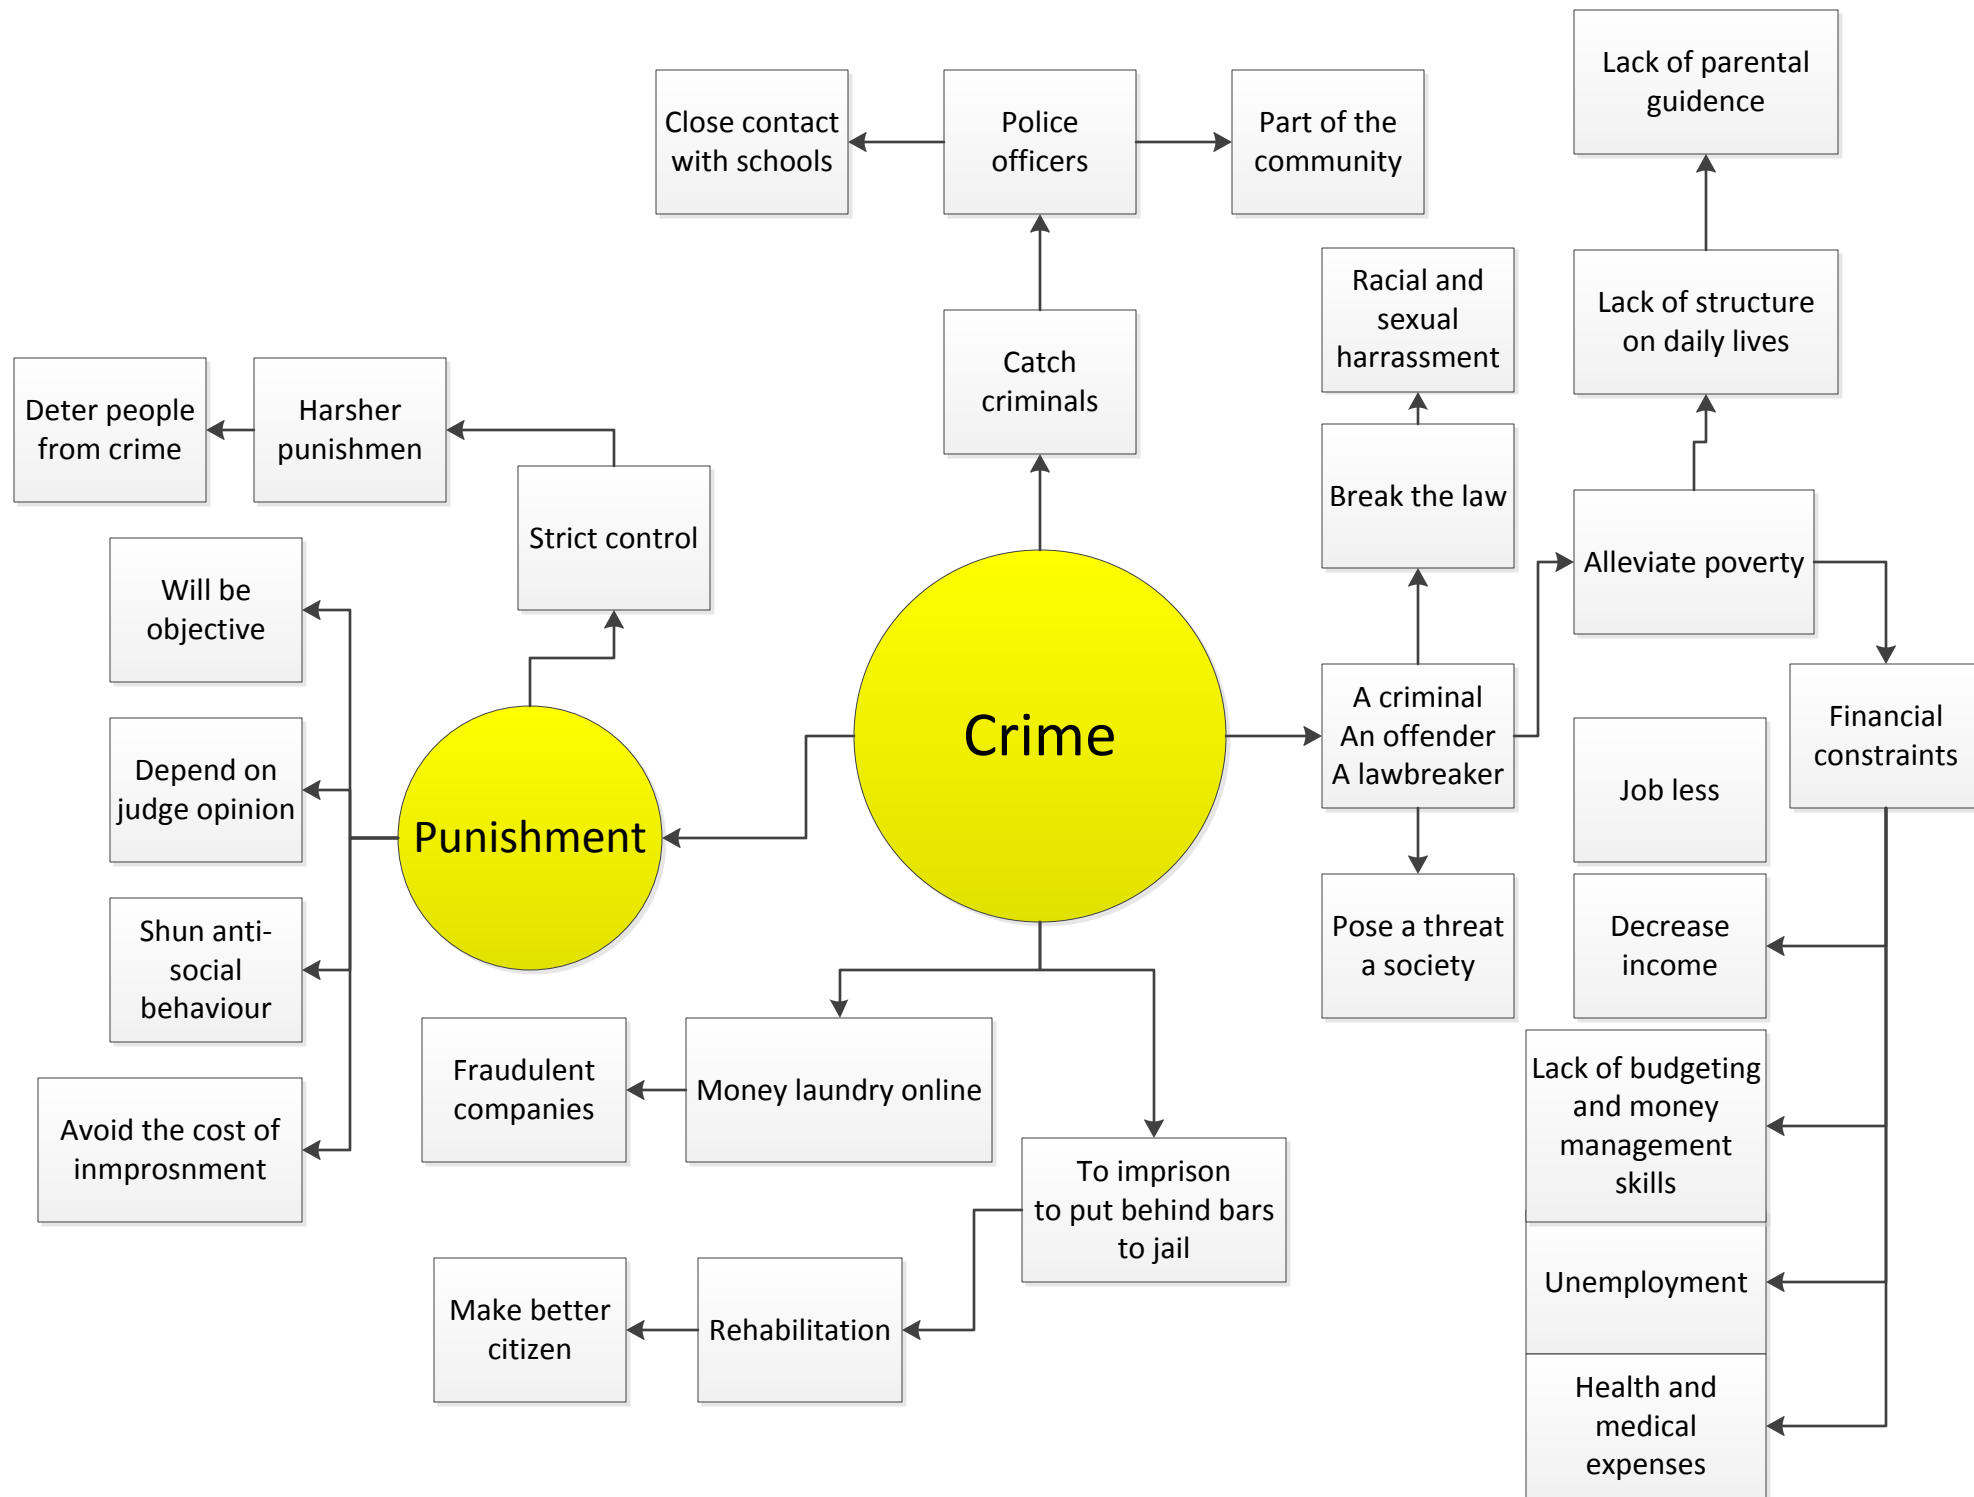 Lack of parental
guidence
Close contact
with schools
Police
officers
Part of the
community
Racial and
sexual
harrassment
Lack of structure
on daily lives
Catch
criminals
Deter people
from crime
Harsher
punishmen
Break the law
Strict control
Alleviate poverty
Will be
objective
Crime
A criminal
An offender
A lawbreaker
Financial
constraints
Depend on
judge opinion
Punishment
Job less
Shun anti-
social
behaviour
Pose a threat
a society
Decrease
income
Fraudulent
companies
Money laundry online
Lack of budgeting
and money
management
skills
Avoid the cost of
inmprosnment
To imprison
to put behind bars
to jail
Unemployment
Make better
citizen
Rehabilitation
Health and
medical
expenses